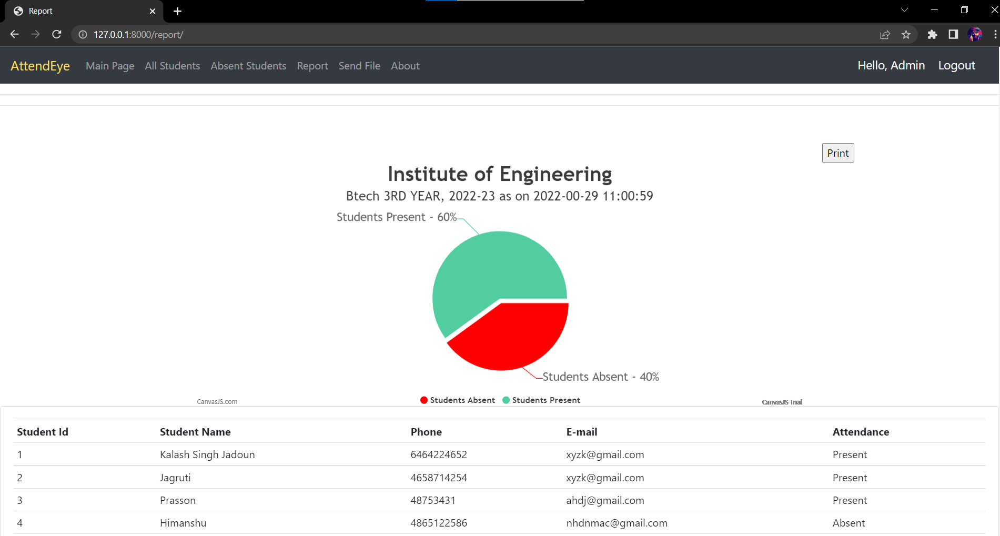 Report
127.0.0.1:8000/report/
AttendEye Main Page All Students Absent Students Report Send File About Hello, Admin Logout
Print
Institute of Engineering
Btech 3RD YEAR, 2022-23 as on 2022-00-29 11:00:59
Students Present - 60%
Students Absent - 40%
Students Absent Students Present
CanvasJS.com CanvasJS Trial
Student Id Student Name Phone E-mail Attendance
1 Kalash Singh Jadoun 6464224652 xyzk@gmail.com Present
2 Jagruti 4658714254 xyzk@gmail.com Present
3 Prasson 48753431 ahdj@gmail.com Present
4 Himanshu 4865122586 nhdnmac@gmail.com Absent